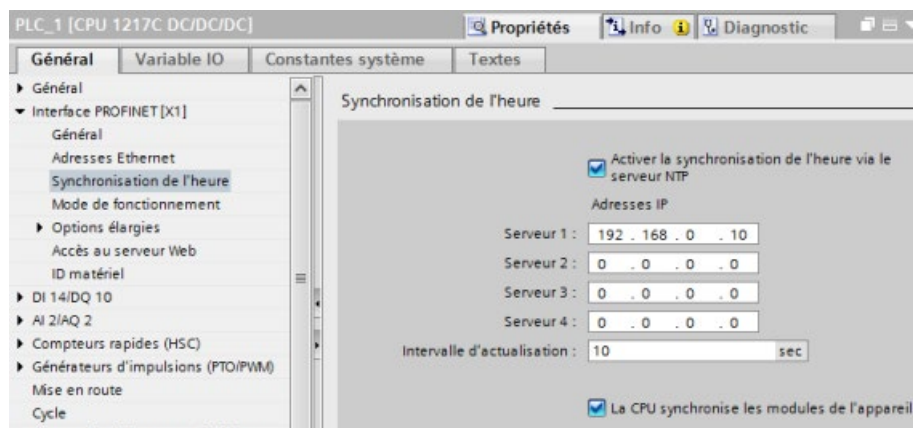 PLC_1 [CPU 1217C DC/DC/DC]
Propriétés
Info
Diagnostic
Général
Variable IO
Constantes système
Textes
Général
Interface PROFINET [X1]
Général
Adresses Ethernet
Synchronisation de l'heure
Mode de fonctionnement
Options élargies
Accès au serveur Web
ID matériel
DI 14/DQ 10
AI 2/AQ 2
Compteurs rapides (HSC)
Générateurs d'impulsions (PTO/PWM)
Mise en route
Cycle
Synchronisation de l'heure
Activer la synchronisation de l'heure via le
serveur NTP
Adresses IP
Serveur 1 : 192 . 168 . 0 . 10
Serveur 2 : 0 . 0 . 0 . 0
Serveur 3 : 0 . 0 . 0 . 0
Serveur 4 : 0 . 0 . 0 . 0
Intervalle d'actualisation : 10 sec
La CPU synchronise les modules de l'appareil